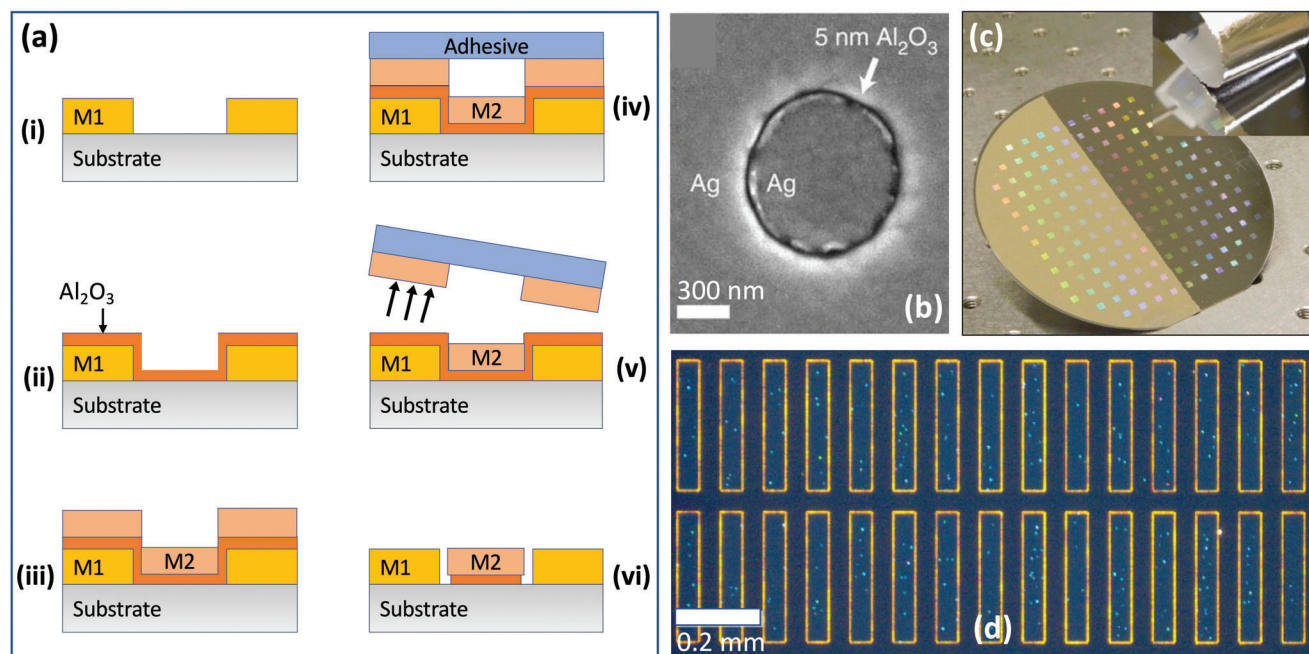 (a)
(i)
M1
Substrate
Al₂O₃
(ii)
M1
Substrate
(iii)
M1
M2
Substrate
Adhesive
(iv)
M1
M2
Substrate
(v)
M2
M1
Substrate
(vi)
M1
M2
Substrate
5 nm Al₂O₃
Ag
Ag
300 nm
(b)
(c)
0.2 mm
(d)